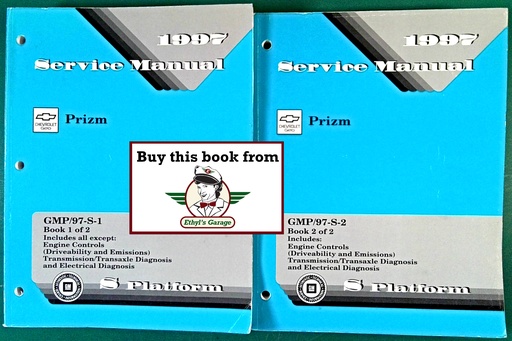 1997
Service Manual
CHEVROLET
Prizm
GMP/97-S-1
Book 1 of 2
Includes all except:
Engine Controls
(Driveability and Emissions)
Transmission/Transaxle Diagnosis
and Electrical Diagnosis
S Platform
1997
Service Manual
CHEVROLET
Prizm
GMP/97-S-2
Book 2 of 2
Includes:
Engine Controls
(Driveability and Emissions)
Transmission/Transaxle Diagnosis
and Electrical Diagnosis
S Platform
Buy this book from
Ethyl's Garage